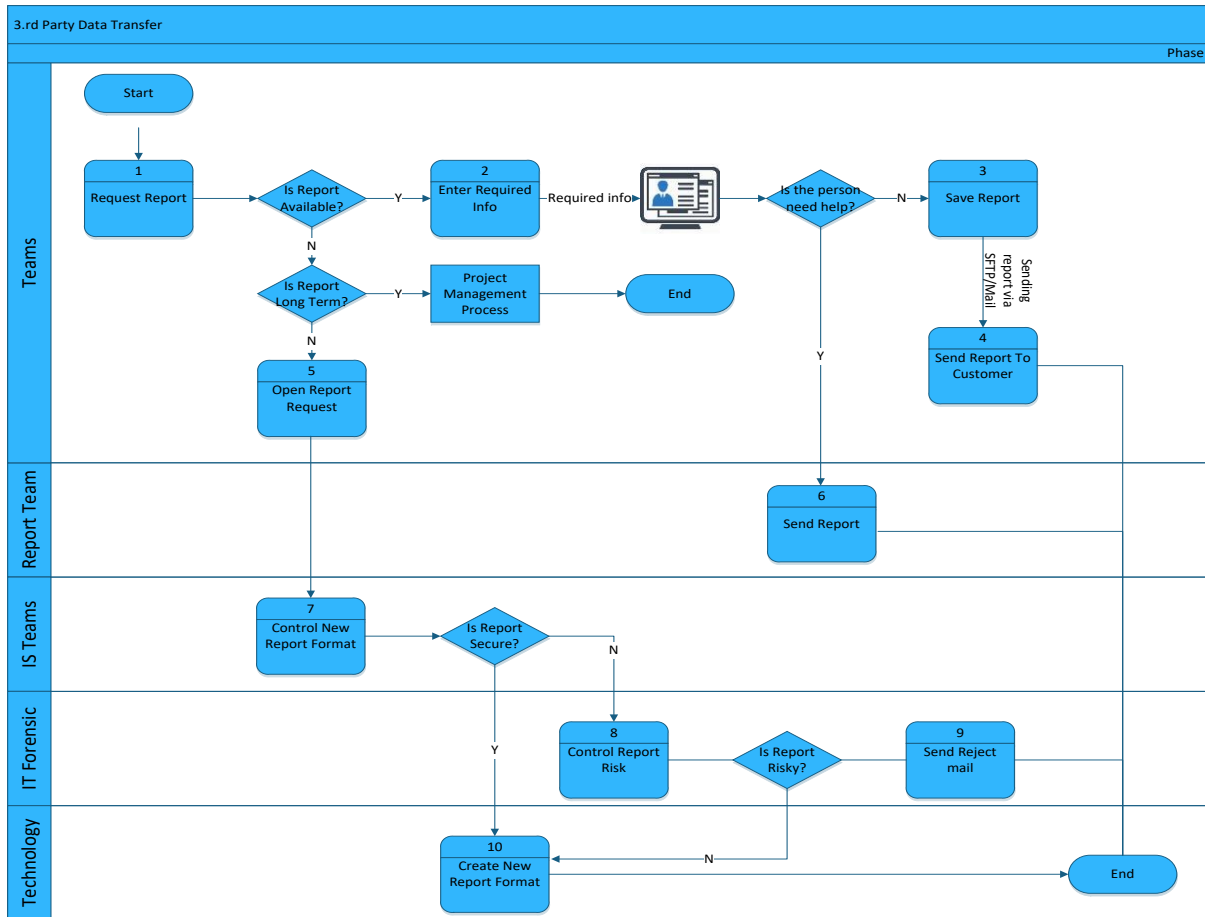 3.rd Party Data Transfer
Phase
Teams
Start
1
Request Report
Is Report
Available?
Y
2
Enter Required
Info
Required info
Is the person
need help?
N
3
Save Report
N
Is Report
Long Term?
Y
Project
Management
Process
End
Sending
report via
SFTP/Mail
4
Send Report To
Customer
N
Y
5
Open Report
Request
Report Team
6
Send Report
IS Teams
7
Control New
Report Format
Is Report
Secure?
N
IT Forensic
Y
8
Control Report
Risk
Is Report
Risky?
9
Send Reject
mail
Technology
10
Create New
Report Format
N
End